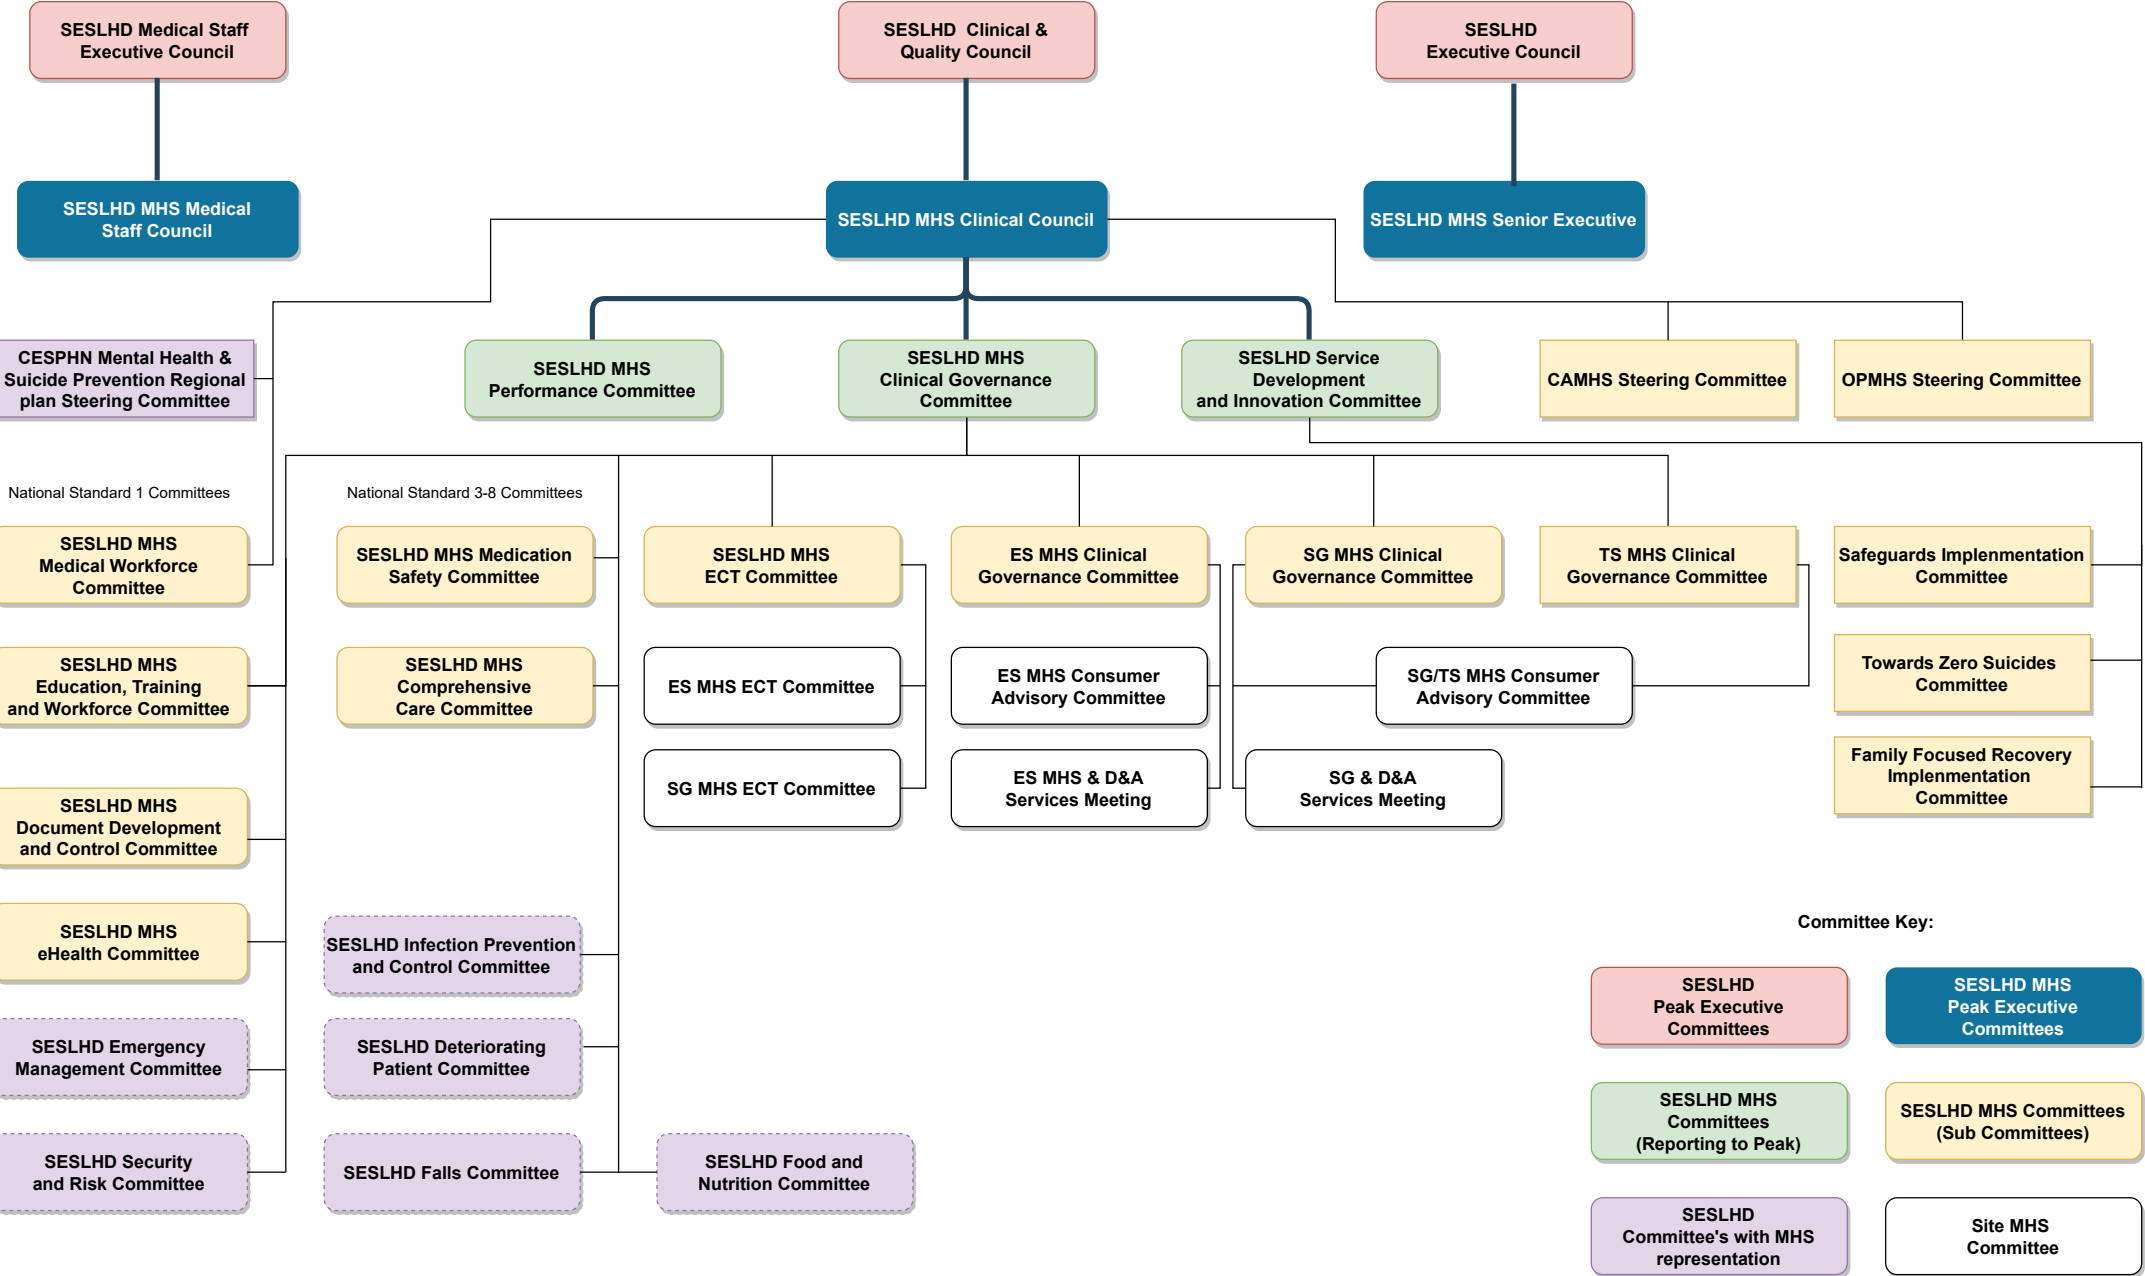 SESLHD Medical Staff
Executive Council
SESLHD Clinical &
Quality Council
SESLHD
Executive Council
SESLHD MHS Medical
Staff Council
SESLHD MHS Clinical Council
SESLHD MHS Senior Executive
CESPHN Mental Health &
Suicide Prevention Regional
plan Steering Committee
SESLHD MHS
Performance Committee
SESLHD MHS
Clinical Governance
Committee
SESLHD Service
Development
and Innovation Committee
CAMHS Steering Committee
OPMHS Steering Committee
National Standard 1 Committees
National Standard 3-8 Committees
SESLHD MHS
Medical Workforce
Committee
SESLHD MHS Medication
Safety Committee
SESLHD MHS
ECT Committee
ES MHS Clinical
Governance Committee
SG MHS Clinical
Governance Committee
TS MHS Clinical
Governance Committee
Safeguards Implenmentation
Committee
SESLHD MHS
Education, Training
and Workforce Committee
SESLHD MHS
Comprehensive
Care Committee
ES MHS ECT Committee
ES MHS Consumer
Advisory Committee
SG/TS MHS Consumer
Advisory Committee
Towards Zero Suicides
Committee
SG MHS ECT Committee
ES MHS & D&A
Services Meeting
SG & D&A
Services Meeting
Family Focused Recovery
Implenmentation
Committee
SESLHD MHS
Document Development
and Control Committee
SESLHD MHS
eHealth Committee
SESLHD Infection Prevention
and Control Committee
SESLHD Emergency
Management Committee
SESLHD Deteriorating
Patient Committee
SESLHD Security
and Risk Committee
SESLHD Falls Committee
SESLHD Food and
Nutrition Committee
Committee Key:
SESLHD
Peak Executive
Committees
SESLHD MHS
Peak Executive
Committees
SESLHD MHS
Committees
(Reporting to Peak)
SESLHD MHS Committees
(Sub Committees)
SESLHD
Committee's with MHS
representation
Site MHS
Committee